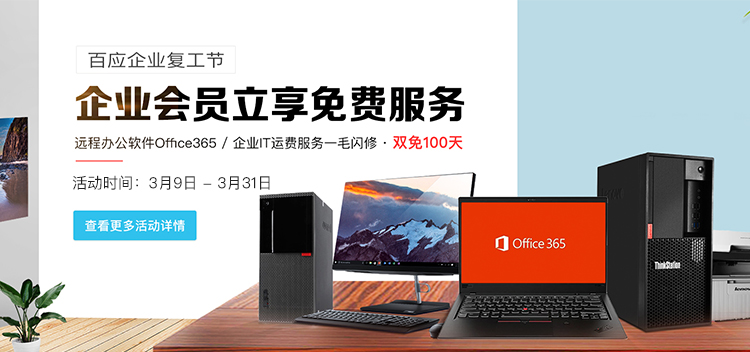 百应企业复工节
企业会员立享免费服务
远程办公软件Office365 / 企业IT运费服务一毛闪修 · 双免100天
活动时间：3月9日 – 3月31日
查看更多活动详情
Office 365
ThinkStation
lenovo